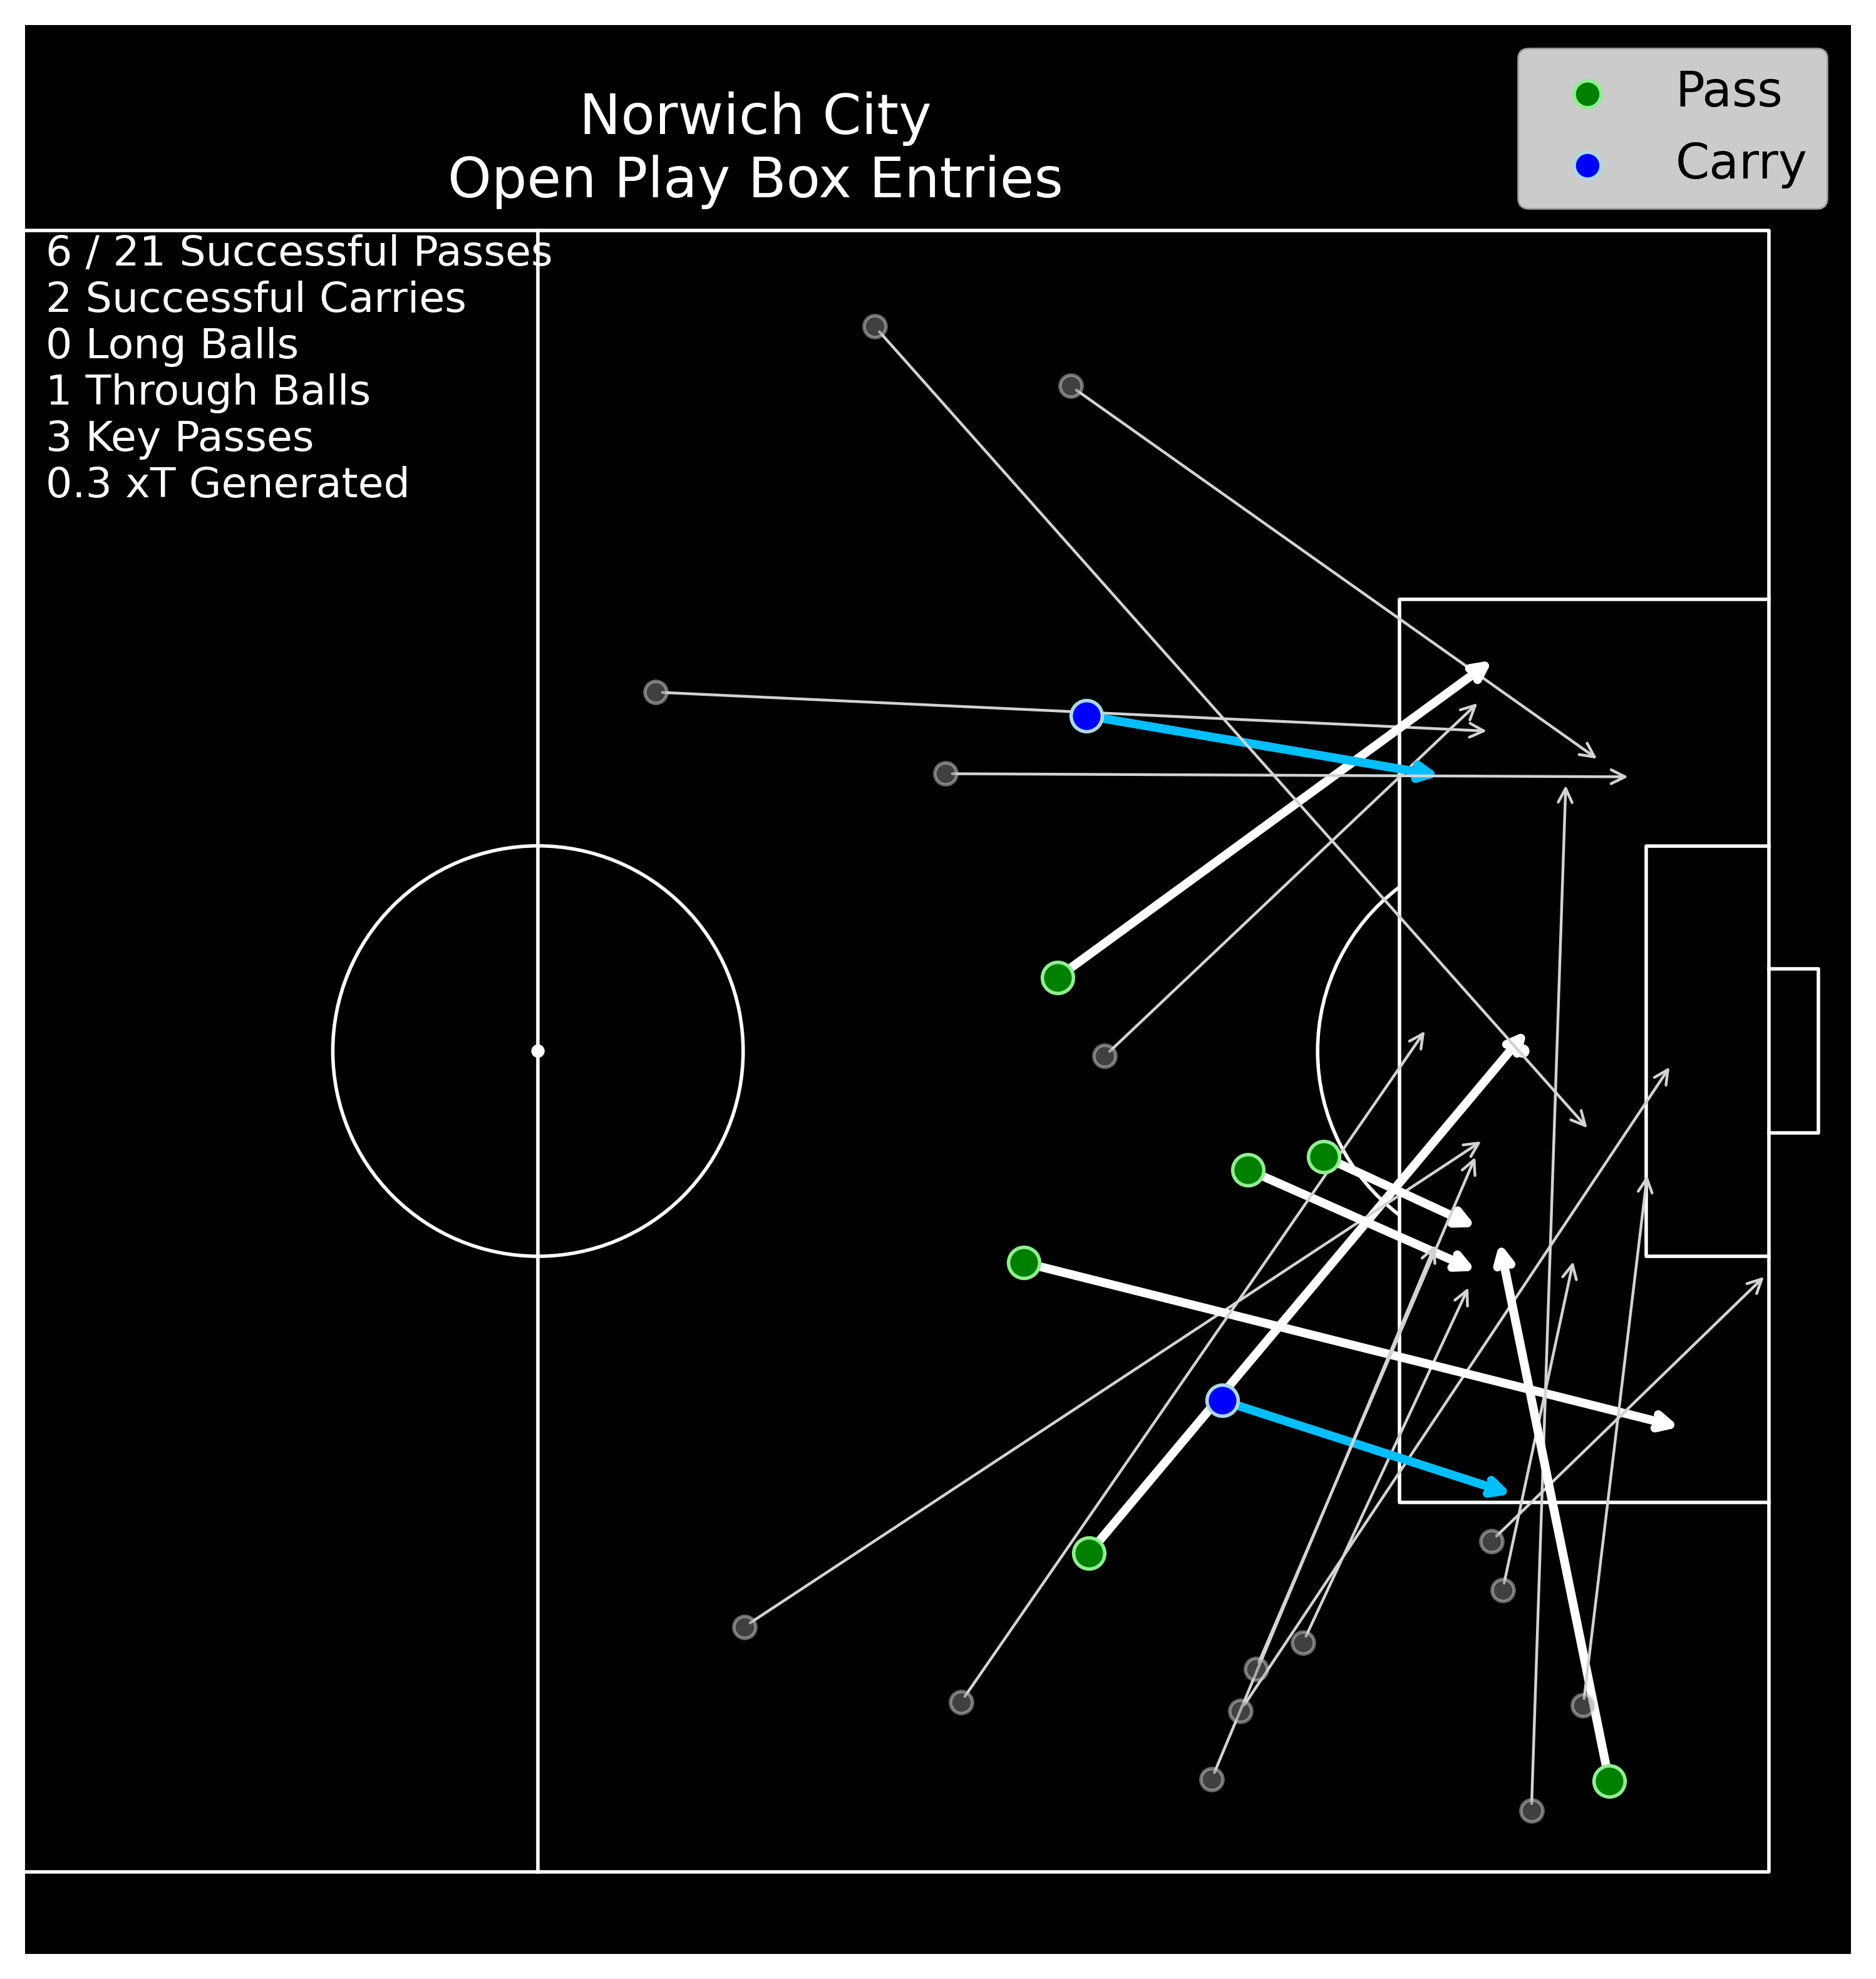 Norwich City
Open Play Box Entries
Pass
Carry
6 / 21 Successful Passes
2 Successful Carries
0 Long Balls
1 Through Balls
3 Key Passes
0.3 xT Generated